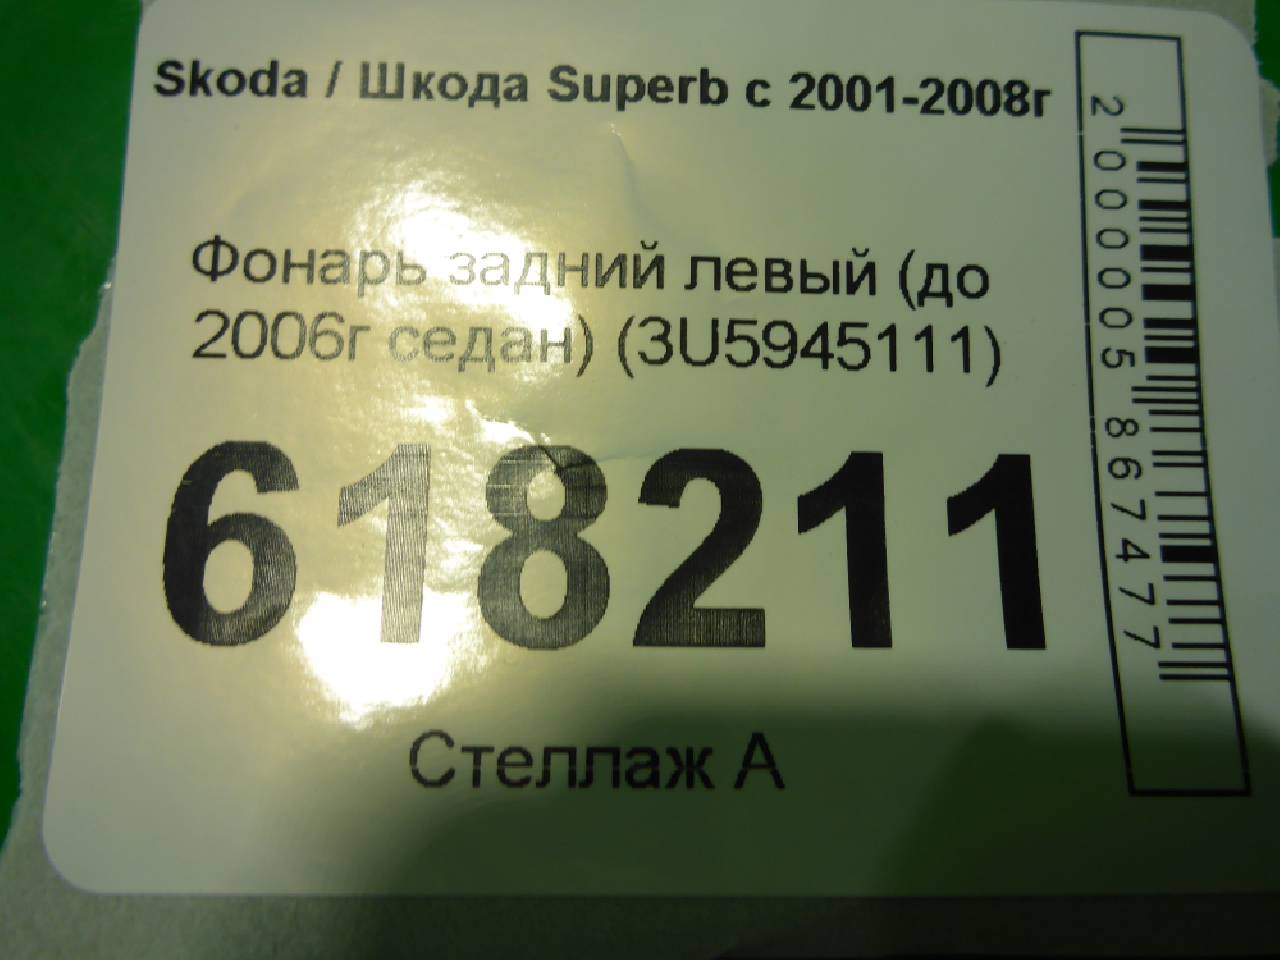 Skoda / Шкода Superb с 2001-2008г
Фонарь задний левый (до
2006г седан) (3U5945111)
618211
Стеллаж А
2000005867477